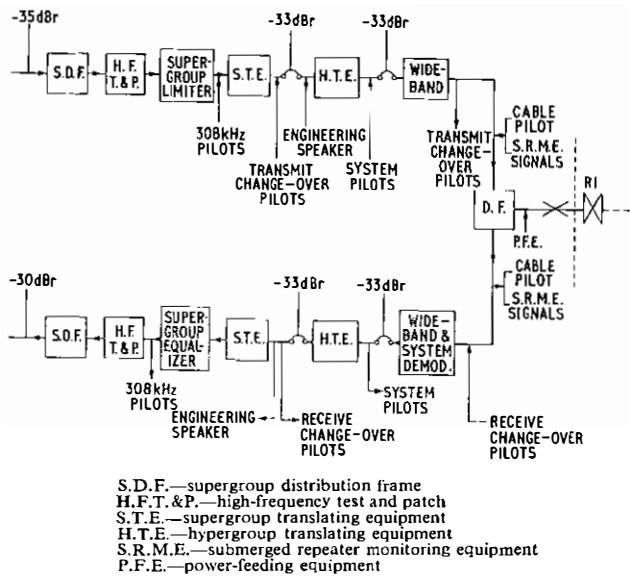 -35dBr
-33dBr
-33dBr
S.D.F.
H.F.
T.&P.
SUPER-
GROUP
LIMITER
S.T.E.
H.T.E.
WIDE-
BAND
308kHz
PILOTS
ENGINEERING
SPEAKER
TRANSMIT
CHANGE-OVER
PILOTS
SYSTEM
PILOTS
TRANSMIT
CHANGE-
OVER
PILOTS
CABLE
PILOT
S.R.M.E.
SIGNALS
R1
D.F.
P.F.E.
CABLE
PILOT
S.R.M.E.
SIGNALS
-30dBr
-33dBr
-33dBr
S.D.F.
H.F.
T.&P.
SUPER-
GROUP
EQUAL-
IZER
S.T.E.
H.T.E.
WIDE-
BAND &
SYSTEM
DEMOD.
308kHz
PILOTS
ENGINEERING
SPEAKER
RECEIVE
CHANGE-OVER
PILOTS
SYSTEM
PILOTS
RECEIVE
CHANGE-OVER
PILOTS
S.D.F.—supergroup distribution frame
H.F.T.&P.—high-frequency test and patch
S.T.E.—supergroup translating equipment
H.T.E.—hypergroup translating equipment
S.R.M.E.—submerged repeater monitoring equipment
P.F.E.—power-feeding equipment